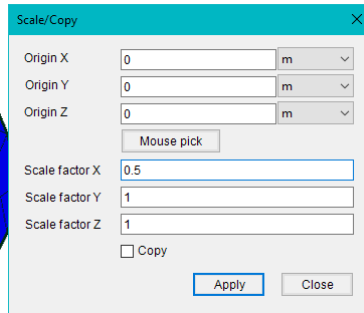 Scale/Copy
Origin X 0 m
Origin Y 0 m
Origin Z 0 m
Mouse pick
Scale factor X 0.5
Scale factor Y 1
Scale factor Z 1
Copy
Apply Close